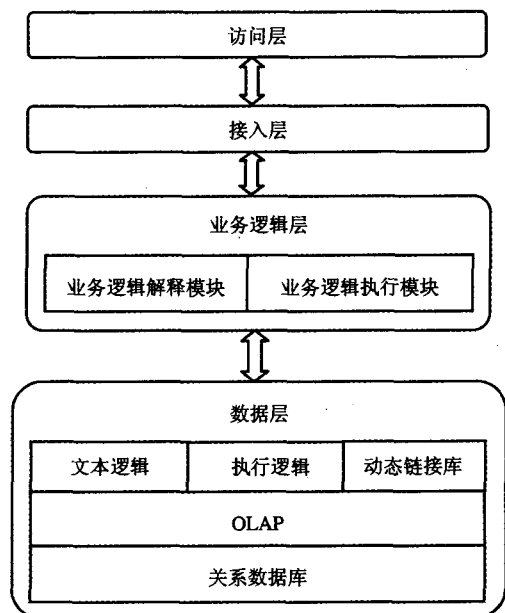 访问层
接入层
业务逻辑层
业务逻辑解释模块 业务逻辑执行模块
数据层
文本逻辑 执行逻辑 动态链接库
OLAP
关系数据库